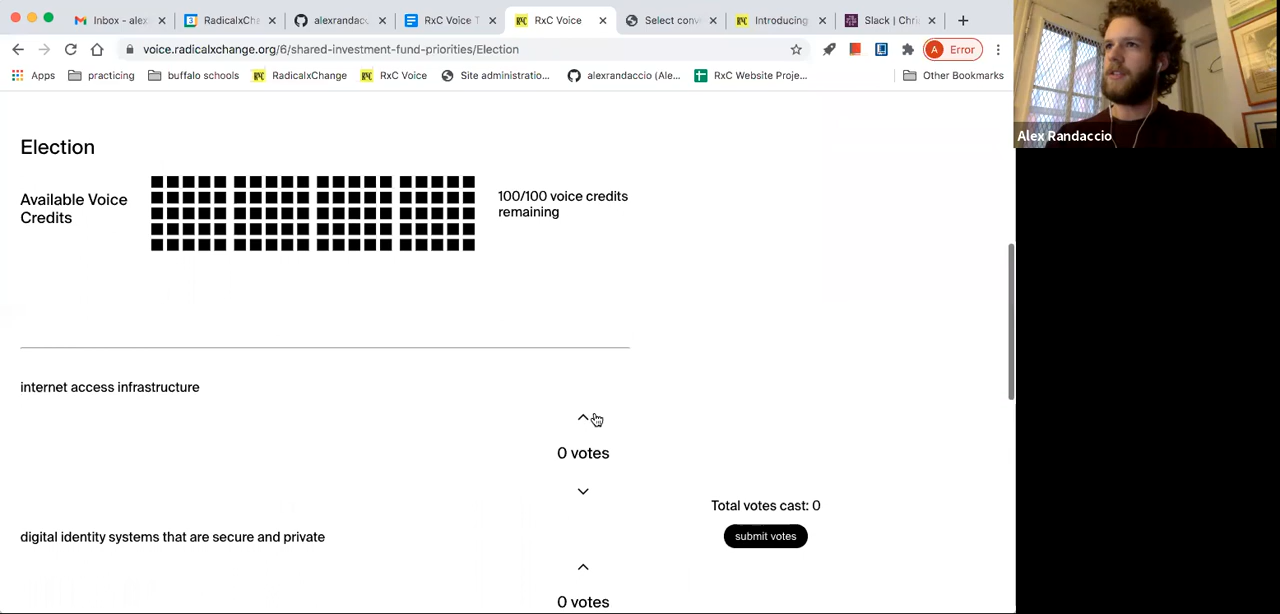 Inbox - alex
RadicalxCha
alexrandacc
RxC Voice T
RxC Voice
Select conv
Introducing
Slack | Chri
voice.radicalxchange.org/6/shared-investment-fund-priorities/Election
A Error
Apps
practicing
buffalo schools
RadicalxChange
RxC Voice
Site administratio...
alexrandaccio (Ale...
RxC Website Proje...
Other Bookmarks
Alex Randaccio
Election
Available Voice
Credits
100/100 voice credits
remaining
internet access infrastructure
0 votes
Total votes cast: 0
submit votes
digital identity systems that are secure and private
0 votes